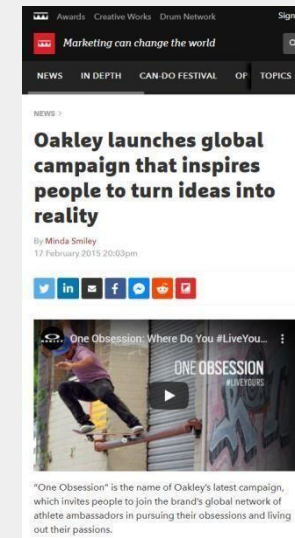 Awards Creative Works Drum Network Sign
Marketing can change the world
NEWS IN DEPTH CAN-DO FESTIVAL OP TOPICS
NEWS >
Oakley launches global
campaign that inspires
people to turn ideas into
reality
By Minda Smiley
17 February 2015 20:03pm
One Obsession: Where Do You #LiveYou...
ONE OBSESSION
#LIVEYOURS
"One Obsession" is the name of Oakley's latest campaign,
which invites people to join the brand's global network of
athlete ambassadors in pursuing their obsessions and living
out their passions.